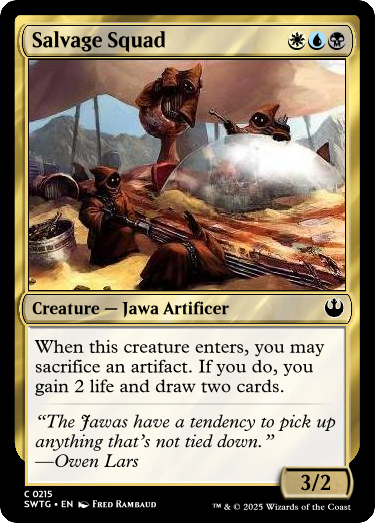 Salvage Squad
Creature — Jawa Artificer
When this creature enters, you may
sacrifice an artifact. If you do, you
gain 2 life and draw two cards.
“The Jawas have a tendency to pick up
anything that’s not tied down.”
—Owen Lars
3/2
C 0215
SWTG • EN Fred Rambaud
™ & © 2025 Wizards of the Coast